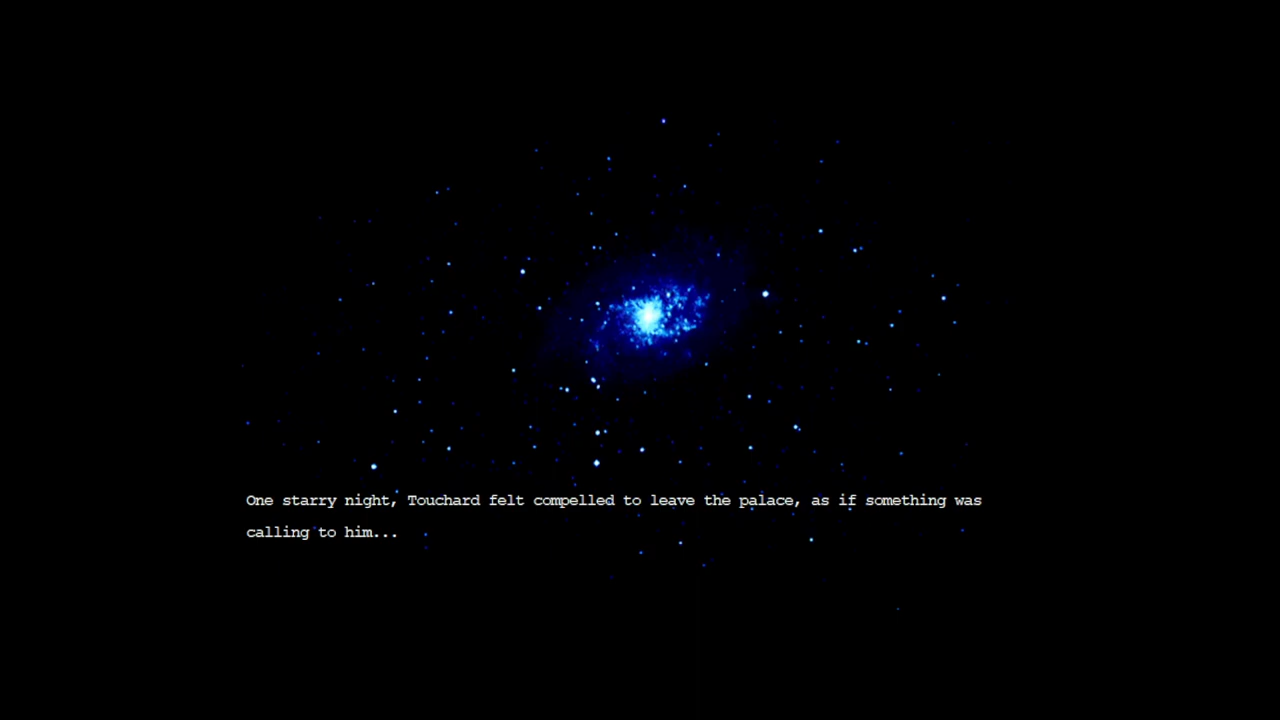 One starry night, Touchard felt compelled to leave the palace, as if something was
calling to him...